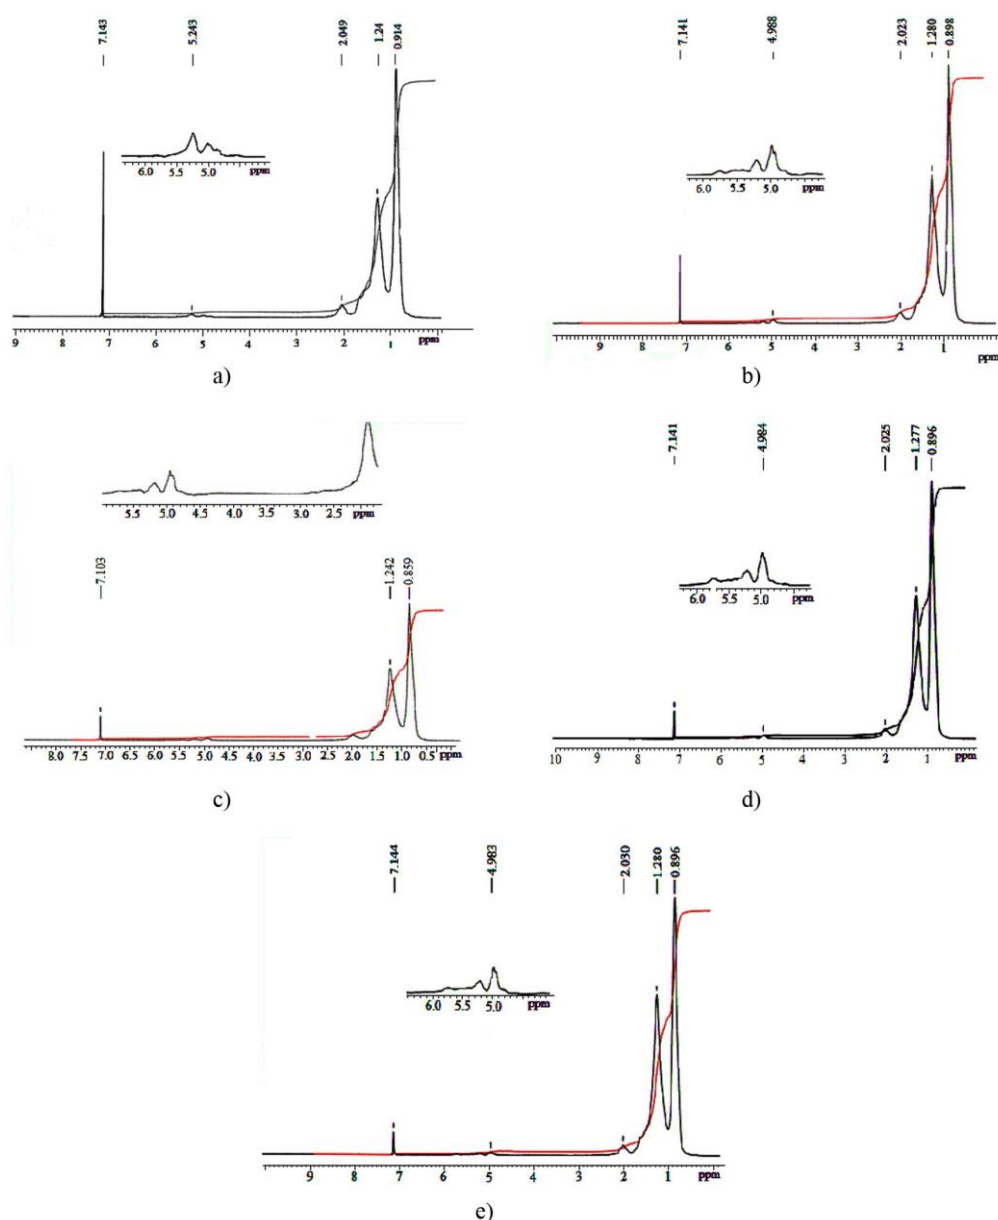 7.143 5.243 2.049 1.24 0.914
6.0 5.5 5.0 ppm
9 8 7 6 5 4 3 2 1 ppm
a)
7.141 4.988 2.023 1.280 0.898
6.0 5.5 5.0 ppm
9 8 7 6 5 4 3 2 1 ppm
b)
5.5 5.0 4.5 4.0 3.5 3.0 2.5 ppm
7.103 1.242 0.859
8.0 7.5 7.0 6.5 6.0 5.5 5.0 4.5 4.0 3.5 3.0 2.5 2.0 1.5 1.0 0.5 ppm
c)
7.141 4.984 2.025 1.277 0.896
6.0 5.5 5.0 ppm
10 9 8 7 6 5 4 3 2 1 ppm
d)
7.144 4.983 2.030 1.280 0.896
6.0 5.5 5.0 ppm
9 8 7 6 5 4 3 2 1 ppm
e)